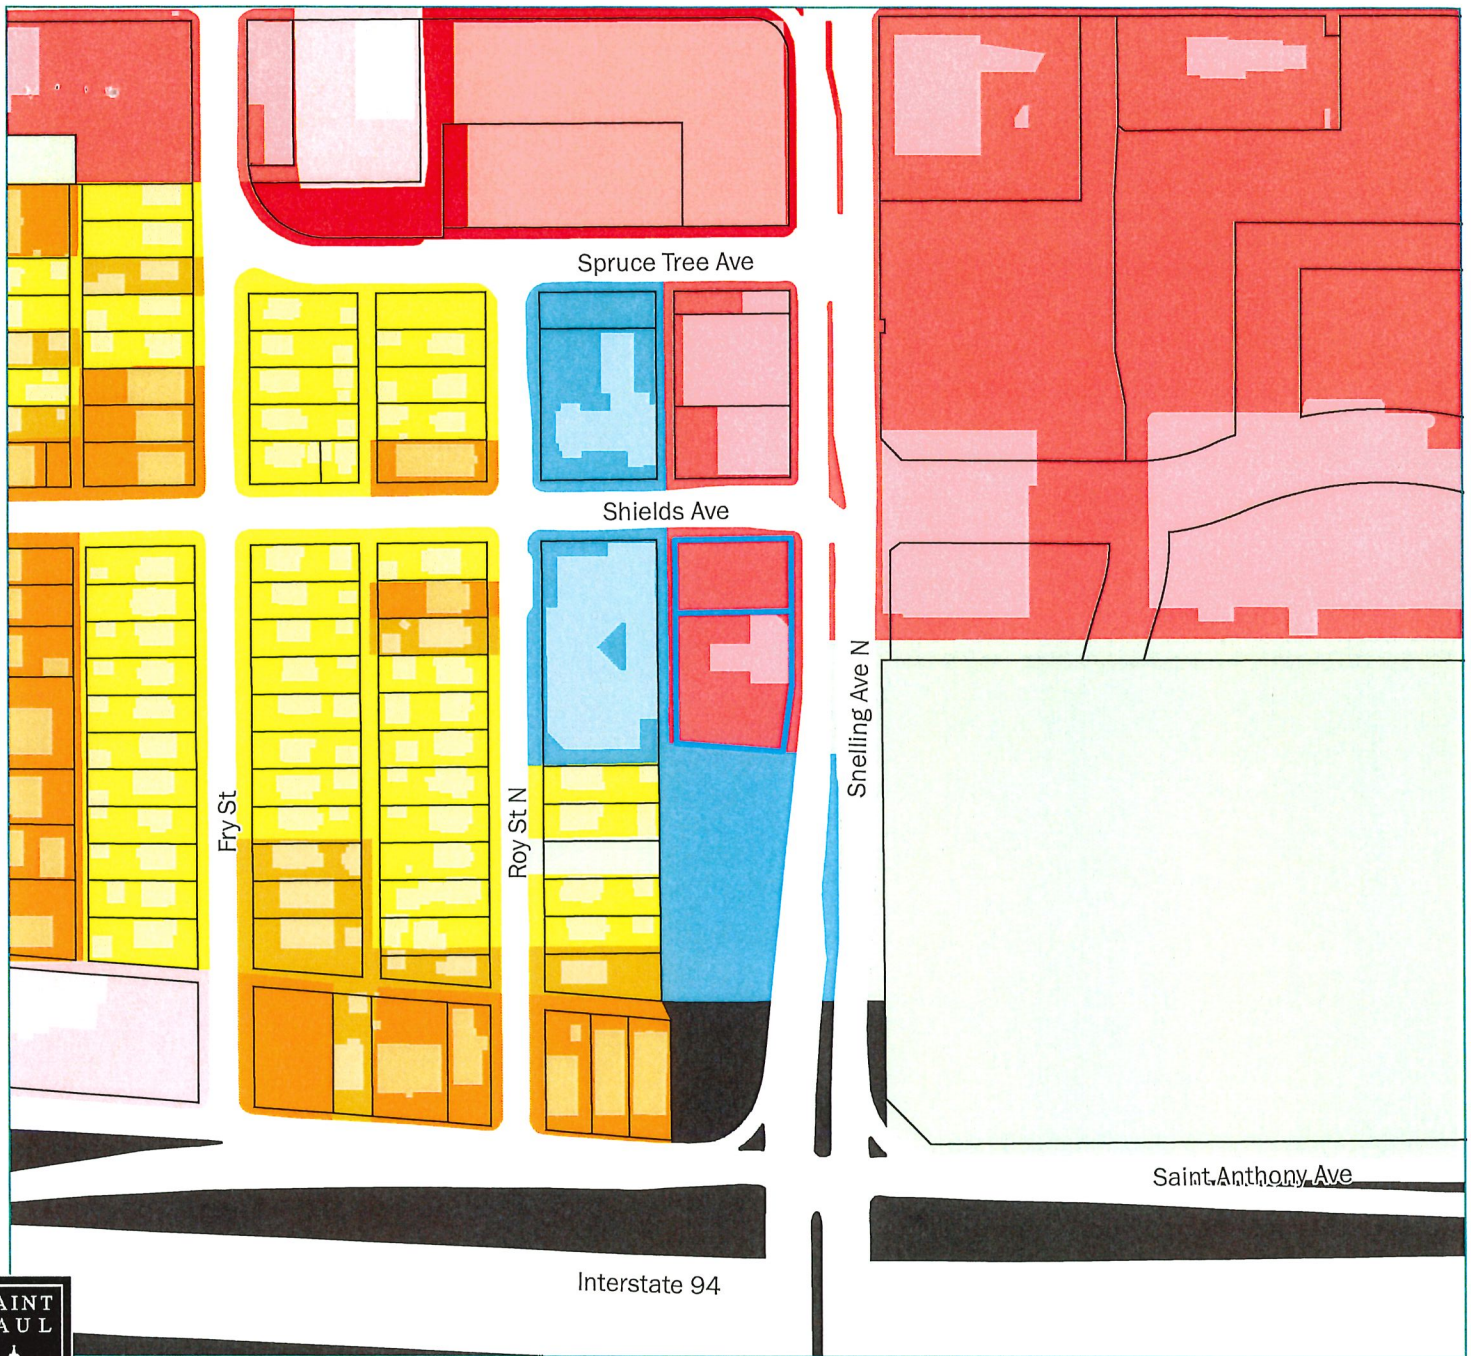 Spruce Tree Ave
Shields Ave
Snelling Ave N
Fry St
Roy St N
Saint Anthony Ave
Interstate 94
AINT
AUL